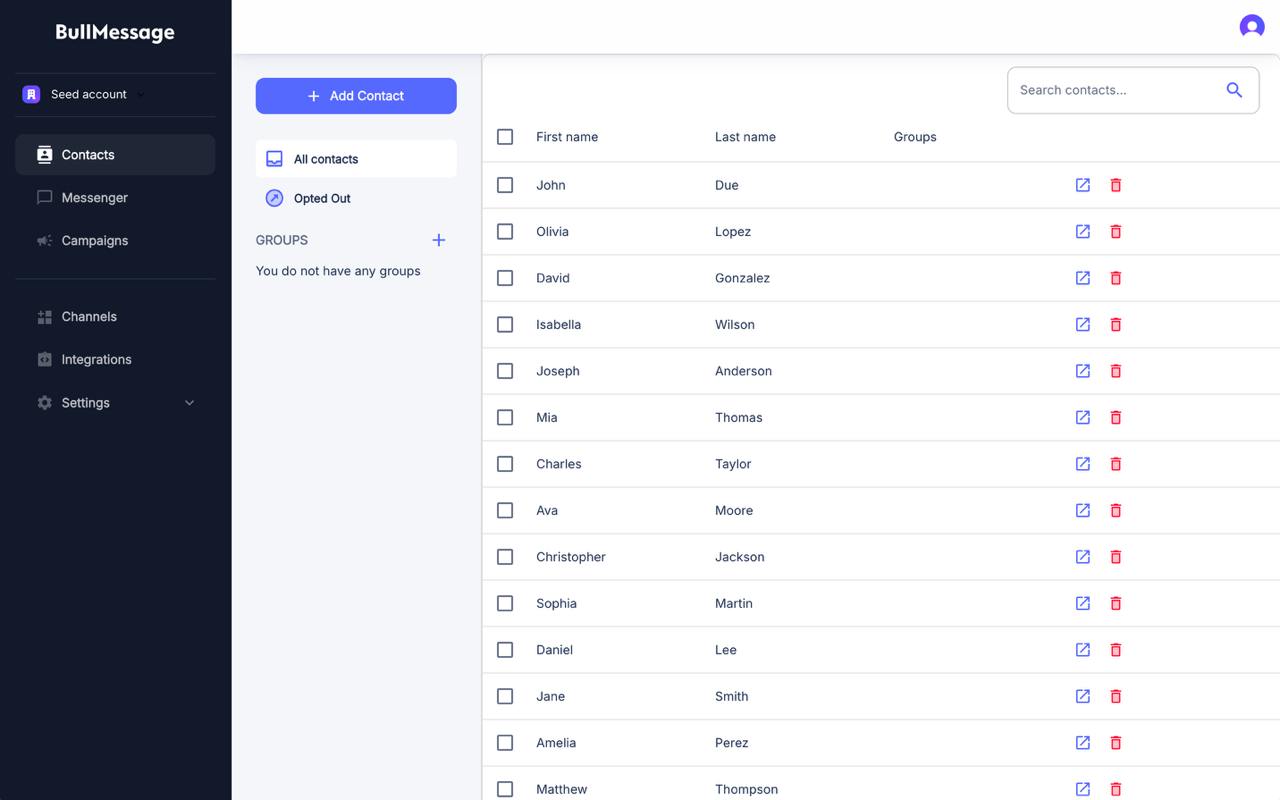 BullMessage
Seed account
Contacts
Messenger
Campaigns
Channels
Integrations
Settings
Add Contact
All contacts
Opted Out
GROUPS
You do not have any groups
Search contacts...
First name Last name Groups
John Due
Olivia Lopez
David Gonzalez
Isabella Wilson
Joseph Anderson
Mia Thomas
Charles Taylor
Ava Moore
Christopher Jackson
Sophia Martin
Daniel Lee
Jane Smith
Amelia Perez
Matthew Thompson